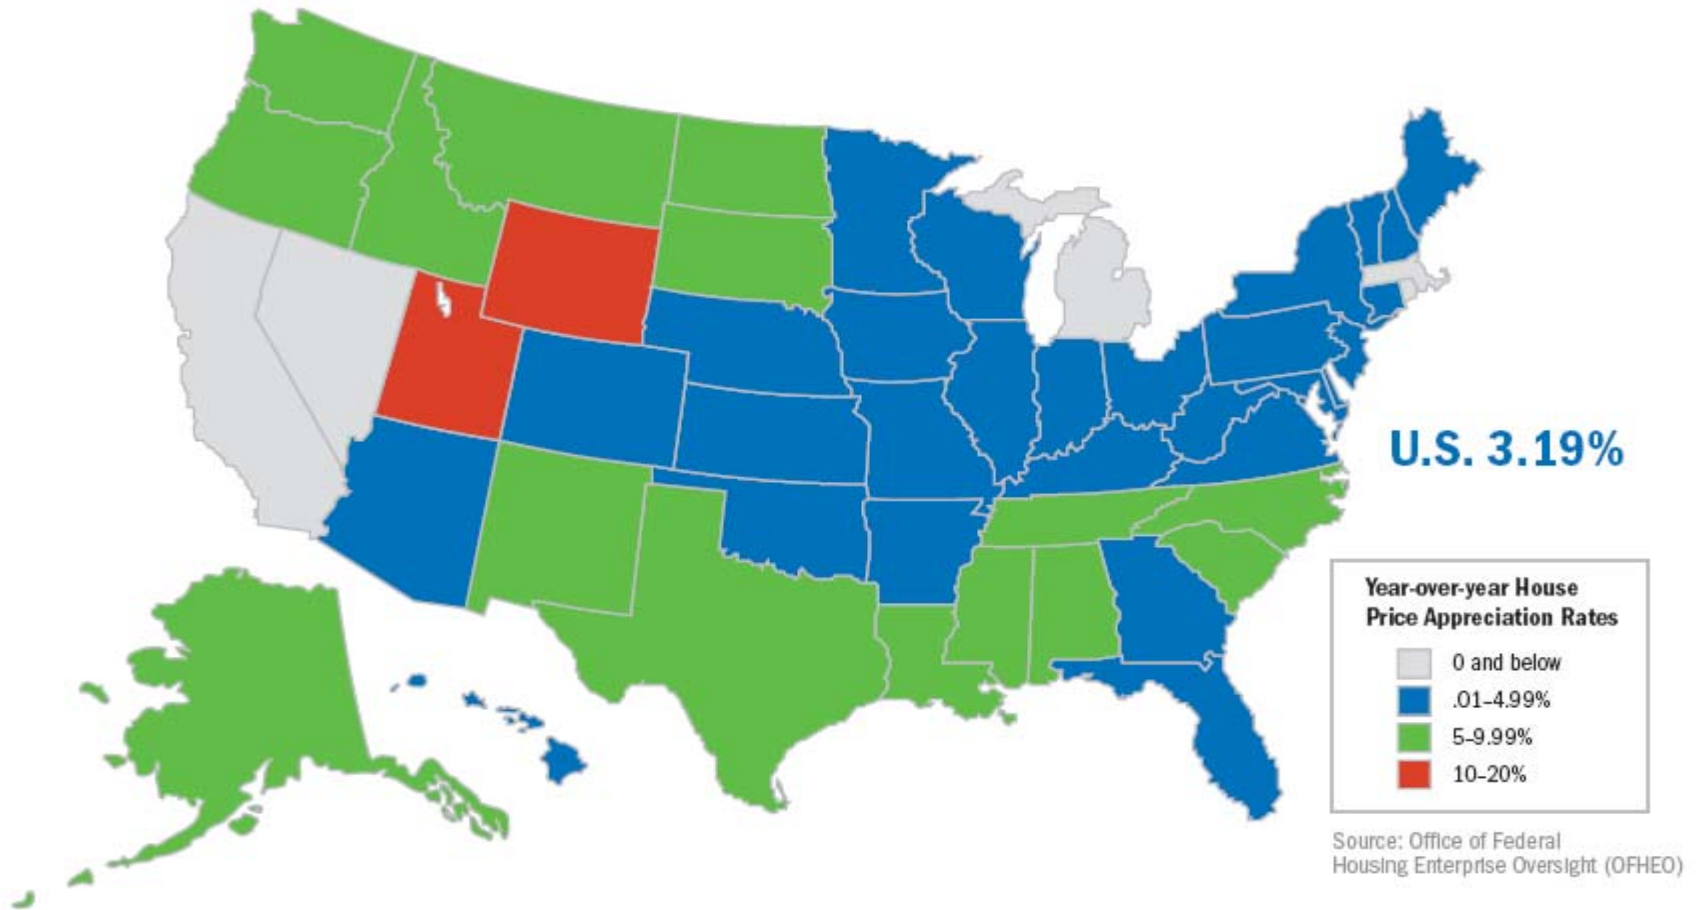 U.S. 3.19%
Year-over-year House
Price Appreciation Rates
0 and below
.01–4.99%
5–9.99%
10–20%
Source: Office of Federal
Housing Enterprise Oversight (OFHEO)